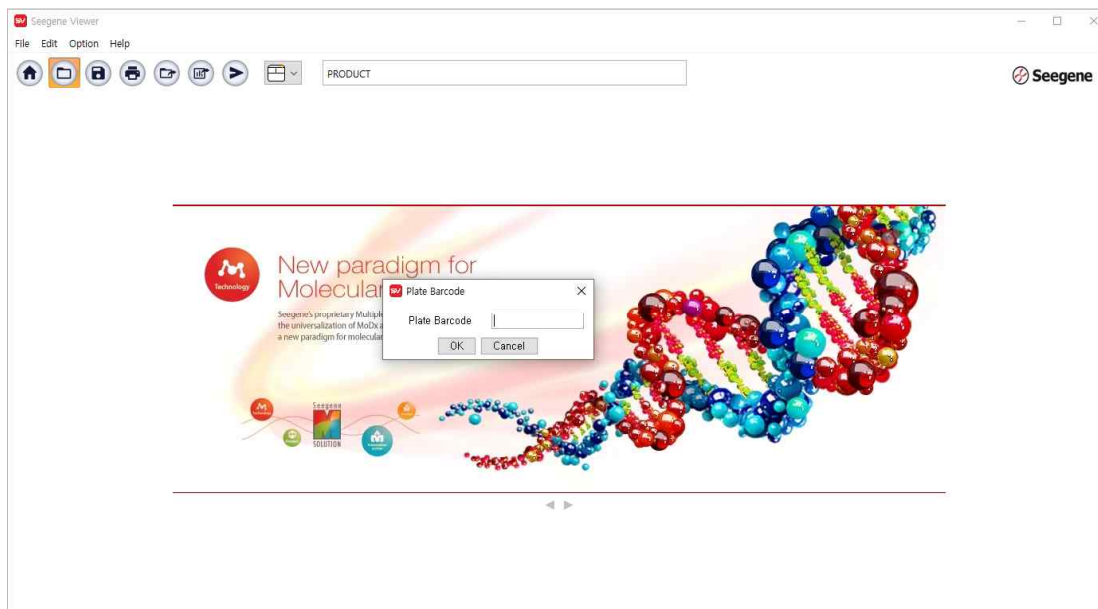 Seegene Viewer
File Edit Option Help
PRODUCT
Seegene
Technology
New paradigm for
Molecular
Seegene's proprietary Multiple
the universalization of MoDx a
a new paradigm for molecular
Plate Barcode
Plate Barcode
OK Cancel
Seegene
SOLUTION